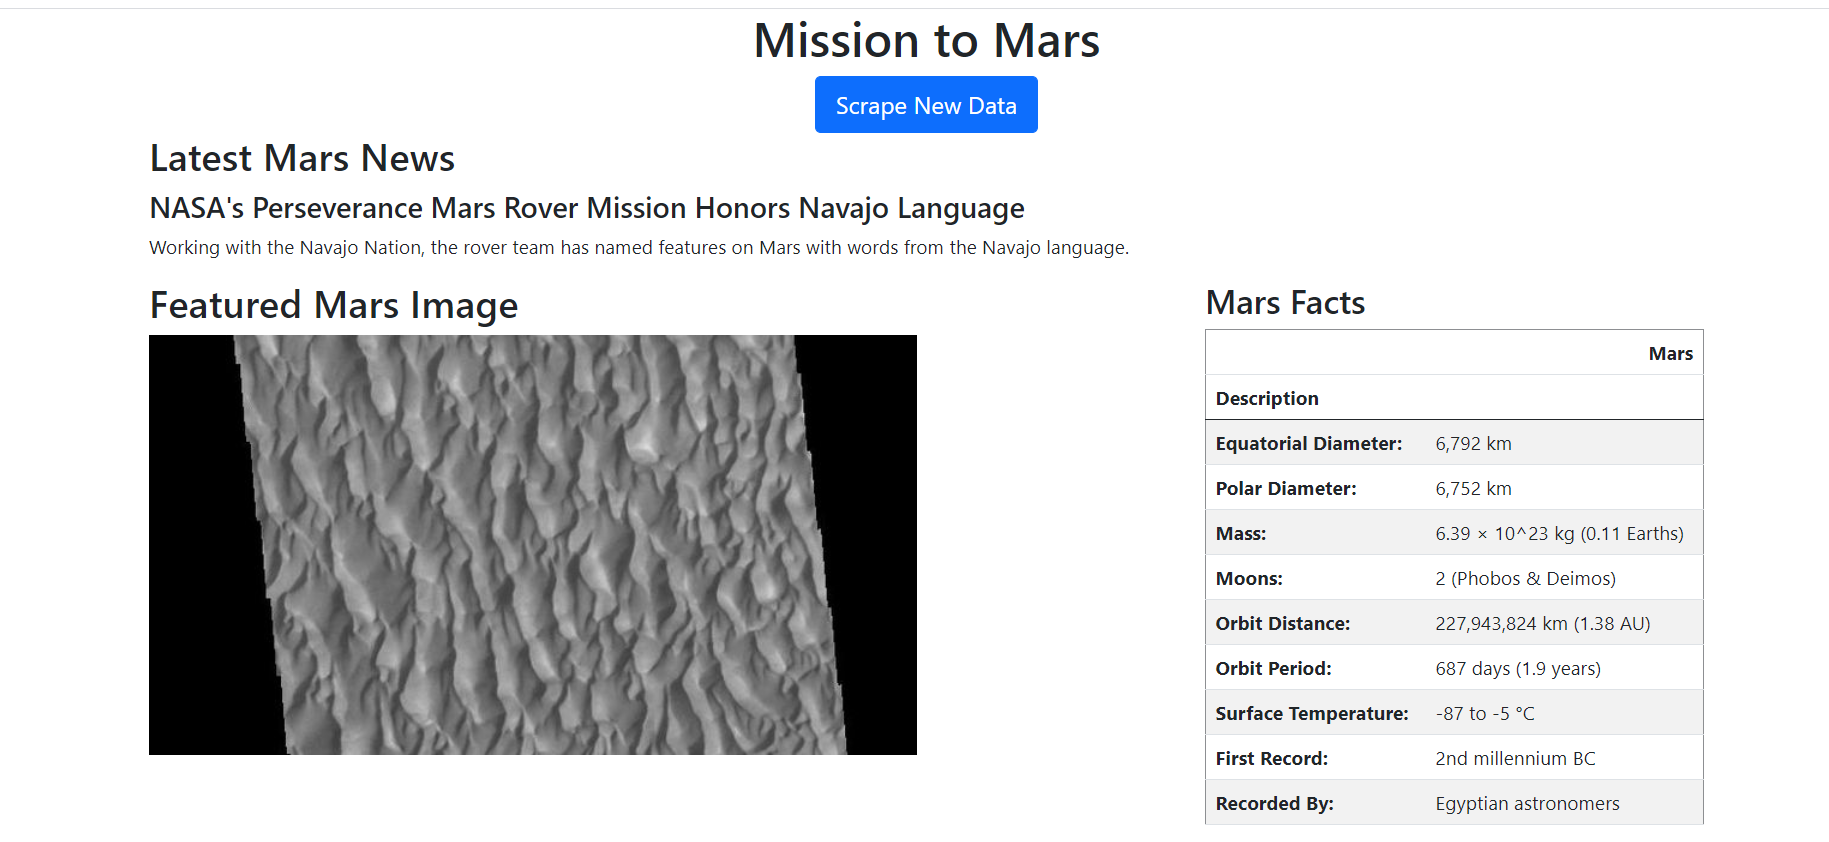 Mission to Mars
Scrape New Data
Latest Mars News
NASA's Perseverance Mars Rover Mission Honors Navajo Language
Working with the Navajo Nation, the rover team has named features on Mars with words from the Navajo language.
Featured Mars Image
Mars Facts
Mars
Description
Equatorial Diameter: 6,792 km
Polar Diameter: 6,752 km
Mass: 6.39 × 10^23 kg (0.11 Earths)
Moons: 2 (Phobos & Deimos)
Orbit Distance: 227,943,824 km (1.38 AU)
Orbit Period: 687 days (1.9 years)
Surface Temperature: -87 to -5 °C
First Record: 2nd millennium BC
Recorded By: Egyptian astronomers